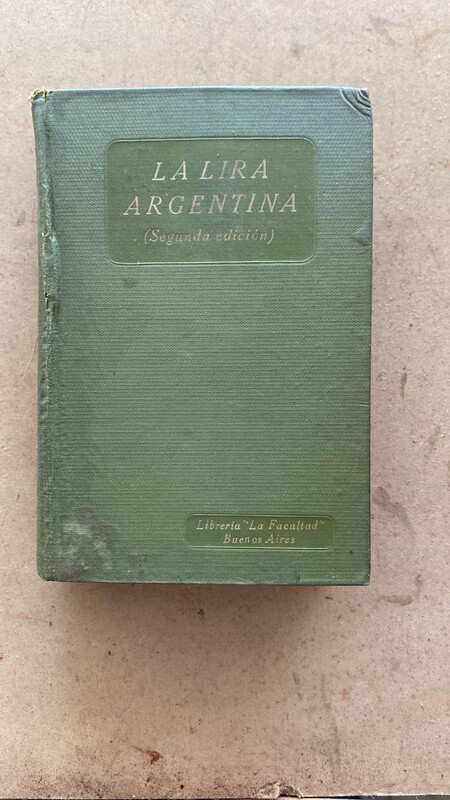 LA LIRA
ARGENTINA
(Segunda edición)
Librería "La Facultad"
Buenos Aires